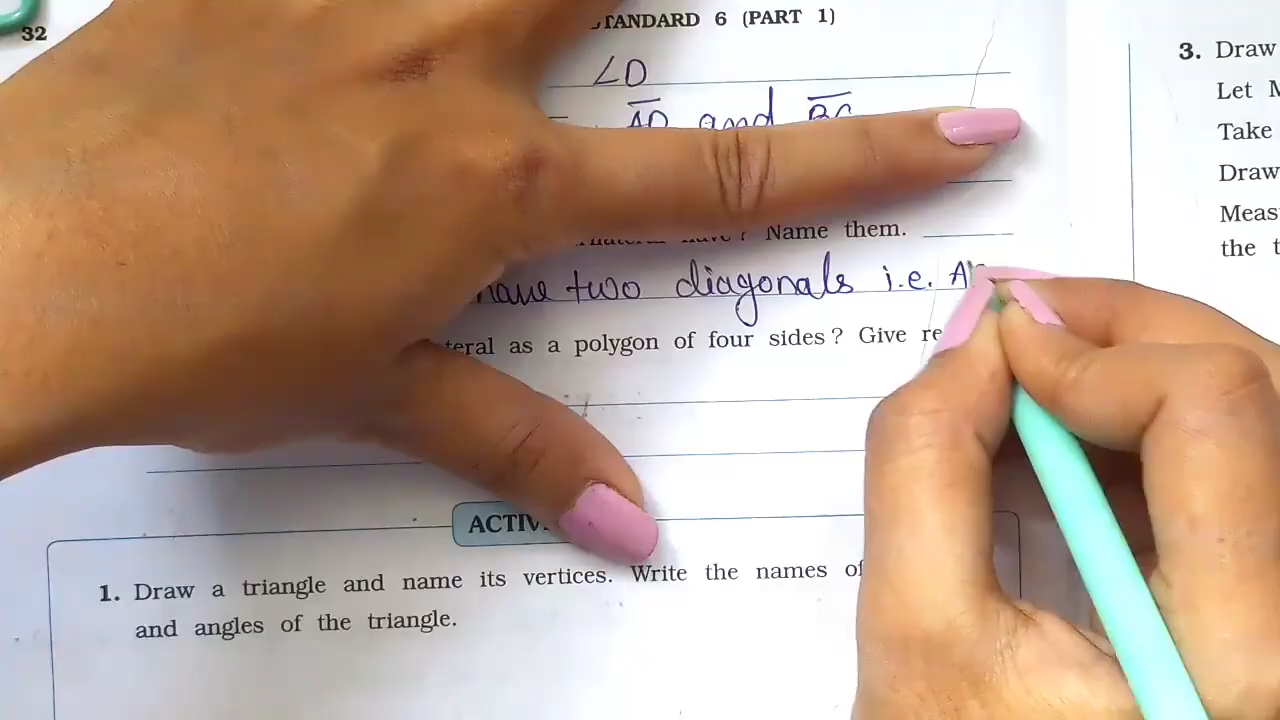 32 STANDARD 6 (PART 1)
∠D
AD and BC
Name them.
have two diagonals i.e.
as a polygon of four sides? Give
ACTIV
1. Draw a triangle and name its vertices. Write the names of
and angles of the triangle.
3. Draw
Let M
Take
Draw
Meas
the t